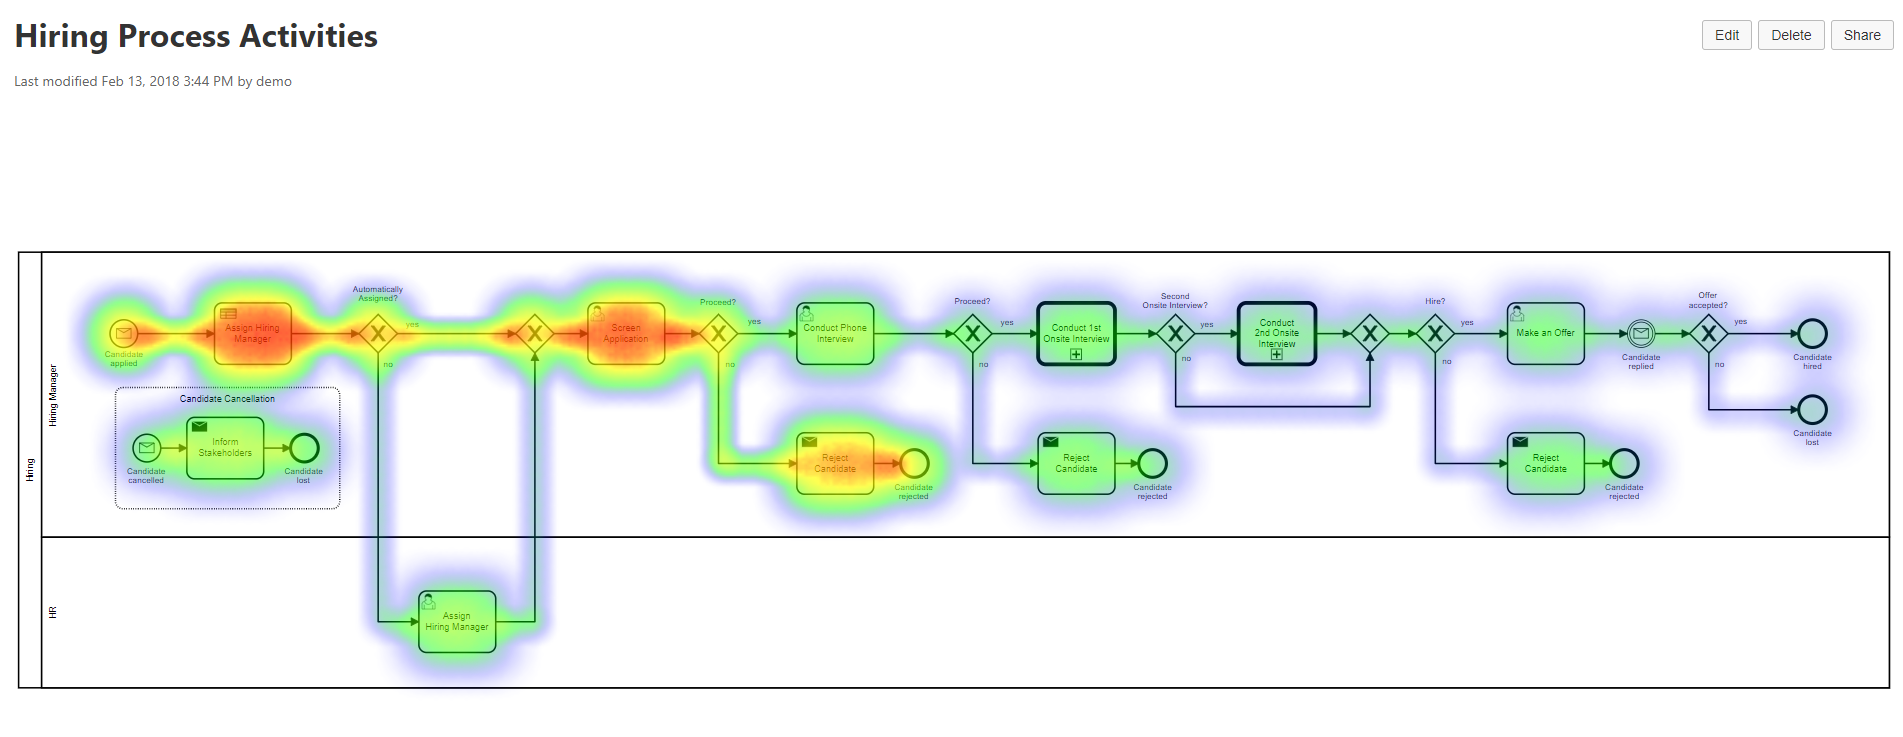 Hiring Process Activities
Edit
Delete
Share
Last modified Feb 13, 2018 3:44 PM by demo
Hiring
Hiring Manager
HR
Candidate
applied
Assign Hiring
Manager
Automatically
Assigned?
yes
no
Screen
Application
Proceed?
yes
no
Conduct Phone
Interview
Proceed?
yes
no
Conduct 1st
Onsite Interview
Second
Onsite Interview?
yes
no
Conduct
2nd Onsite
Interview
Hire?
yes
no
Make an Offer
Candidate
replied
Offer
accepted?
yes
no
Candidate
hired
Candidate
lost
Candidate Cancellation
Candidate
cancelled
Inform
Stakeholders
Candidate
lost
Reject
Candidate
Candidate
rejected
Reject
Candidate
Candidate
rejected
Reject
Candidate
Candidate
rejected
Assign
Hiring Manager